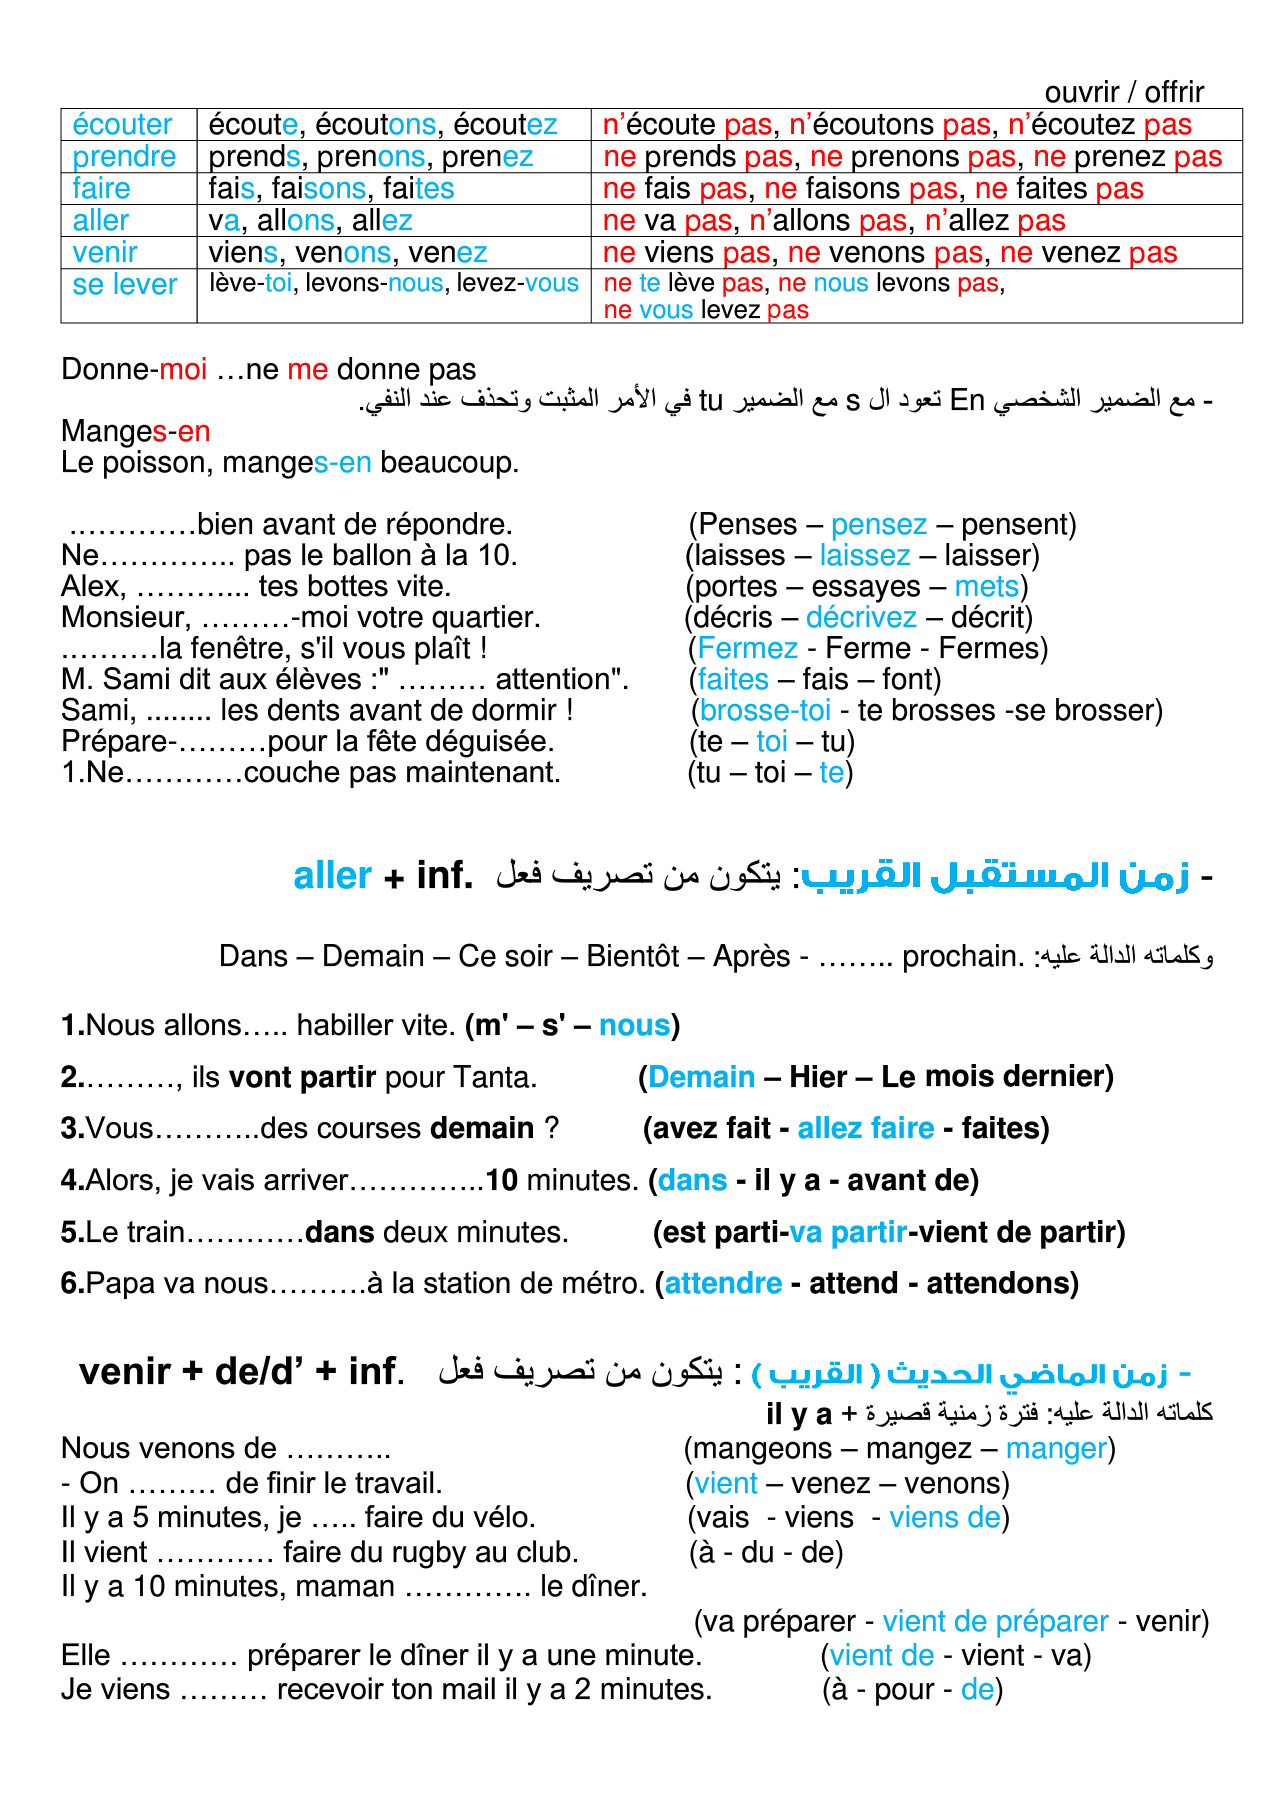 ouvrir / offrir
écouter écoute, écoutons, écoutez n’écoute pas, n’écoutons pas, n’écoutez pas
prendre prends, prenons, prenez ne prends pas, ne prenons pas, ne prenez pas
faire fais, faisons, faites ne fais pas, ne faisons pas, ne faites pas
aller va, allons, allez ne va pas, n’allons pas, n’allez pas
venir viens, venons, venez ne viens pas, ne venons pas, ne venez pas
se lever lève-toi, levons-nous, levez-vous ne te lève pas, ne nous levons pas,
ne vous levez pas
Donne-moi …ne me donne pas
- مع الضمير الشخصي En تعود ال s مع الضمير tu في الأمر المثبت وتحذف عند النفي.
Manges-en
Le poisson, manges-en beaucoup.
.…………bien avant de répondre. (Penses – pensez – pensent)
Ne………….. pas le ballon à la 10. (laisses – laissez – laisser)
Alex, ………... tes bottes vite. (portes – essayes – mets)
Monsieur, ………-moi votre quartier. (décris – décrivez – décrit)
.………la fenêtre, s'il vous plaît ! (Fermez - Ferme - Fermes)
M. Sami dit aux élèves :" ……… attention". (faites – fais – font)
Sami, ........ les dents avant de dormir ! (brosse-toi - te brosses -se brosser)
Prépare-………pour la fête déguisée. (te – toi – tu)
1.Ne…………couche pas maintenant. (tu – toi – te)
- زمن المستقبل القريب: يتكون من تصريف فعل aller + inf.
وكلماته الدالة عليه: Dans – Demain – Ce soir – Bientôt – Après - …….. prochain.
1.Nous allons….. habiller vite. (m' – s' – nous)
2.………, ils vont partir pour Tanta. (Demain – Hier – Le mois dernier)
3.Vous………..des courses demain ? (avez fait - allez faire - faites)
4.Alors, je vais arriver…………..10 minutes. (dans - il y a - avant de)
5.Le train…………dans deux minutes. (est parti-va partir-vient de partir)
6.Papa va nous……….à la station de métro. (attendre - attend - attendons)
- زمن الماضي الحديث ( القريب ) : يتكون من تصريف فعل venir + de/d’ + inf.
كلماته الدالة عليه: فترة زمنية قصيرة + il y a
Nous venons de ……….. (mangeons – mangez – manger)
- On ……… de finir le travail. (vient – venez – venons)
Il y a 5 minutes, je ….. faire du vélo. (vais - viens - viens de)
Il vient ………… faire du rugby au club. (à - du - de)
Il y a 10 minutes, maman …………. le dîner.
(va préparer - vient de préparer - venir)
Elle ………… préparer le dîner il y a une minute. (vient de - vient - va)
Je viens ……… recevoir ton mail il y a 2 minutes. (à - pour - de)